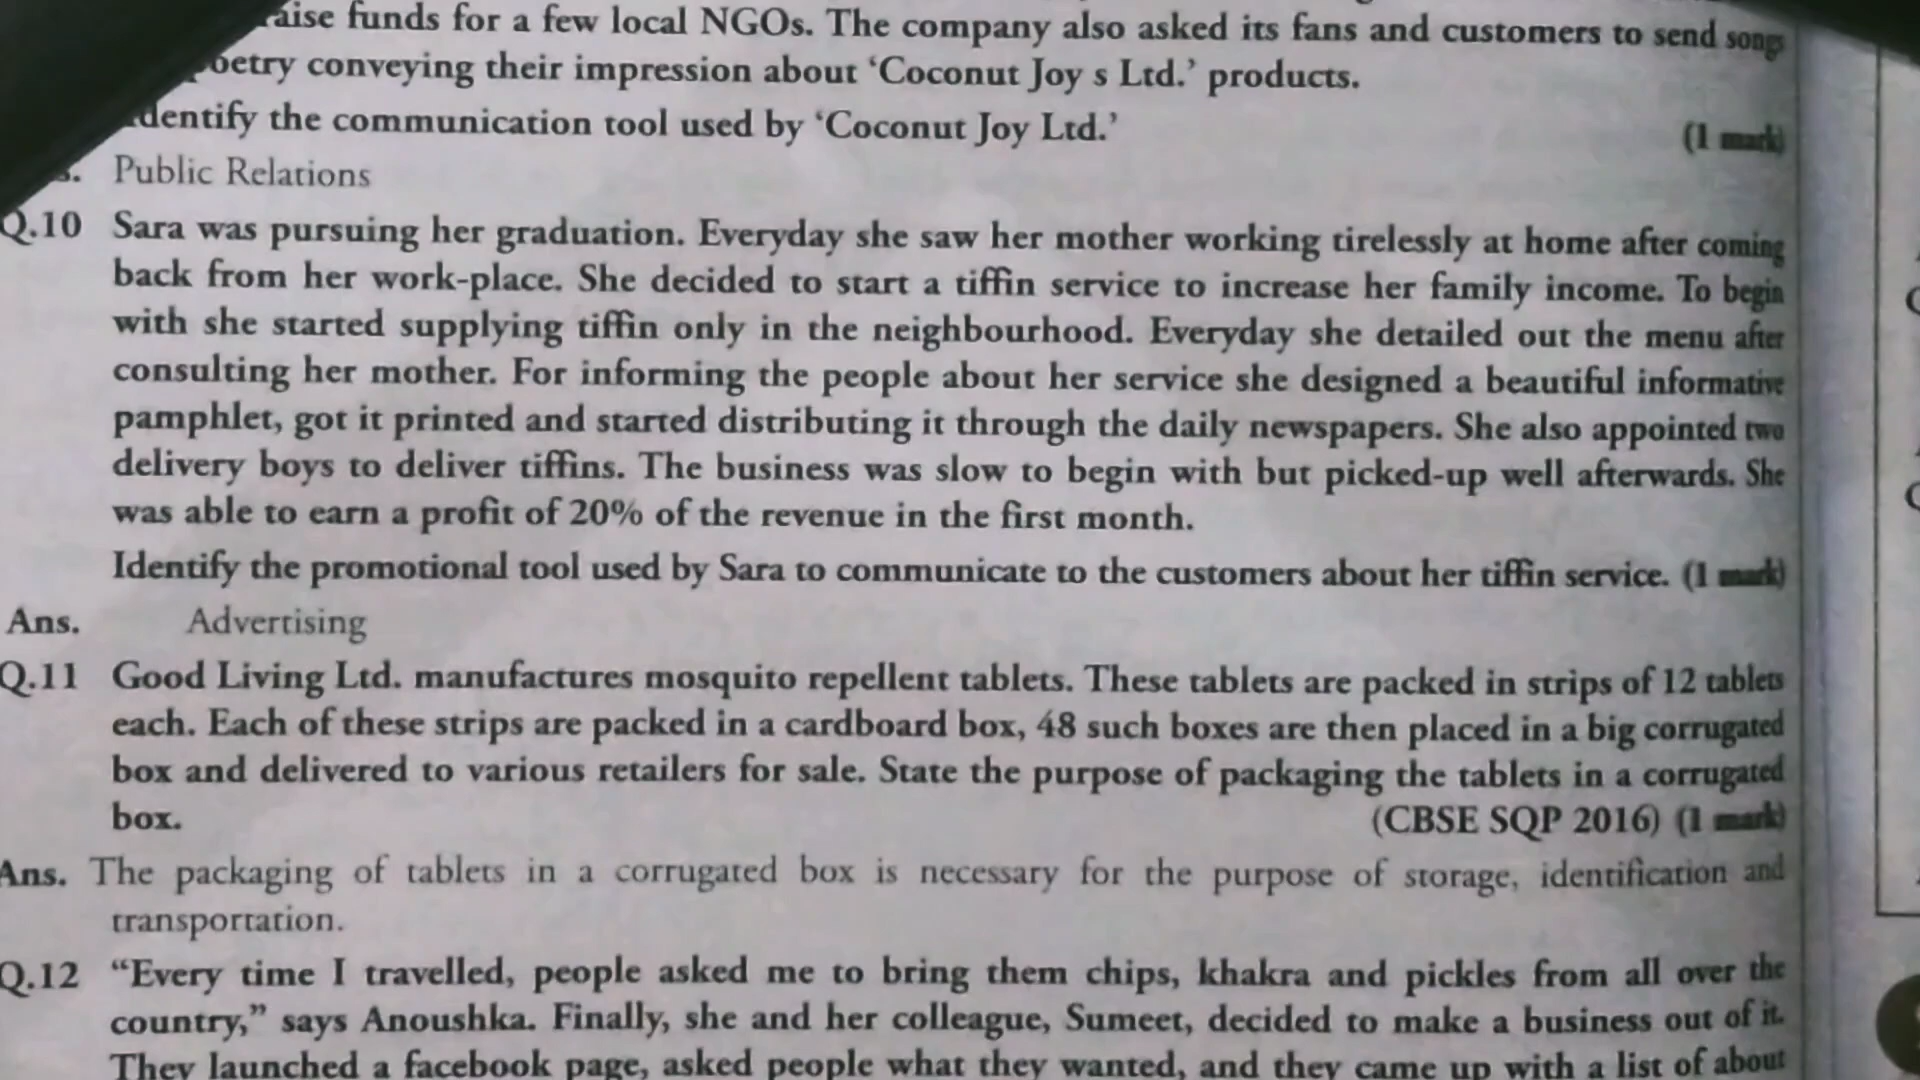 raise funds for a few local NGOs. The company also asked its fans and customers to send songs
conveying their impression about ‘Coconut Joy s Ltd.’ products.
Identify the communication tool used by ‘Coconut Joy Ltd.’ (1 mark)
Public Relations
Q.10 Sara was pursuing her graduation. Everyday she saw her mother working tirelessly at home after coming
back from her work-place. She decided to start a tiffin service to increase her family income. To begin
with she started supplying tiffin only in the neighbourhood. Everyday she detailed out the menu after
consulting her mother. For informing the people about her service she designed a beautiful informative
pamphlet, got it printed and started distributing it through the daily newspapers. She also appointed two
delivery boys to deliver tiffins. The business was slow to begin with but picked-up well afterwards. She
was able to earn a profit of 20% of the revenue in the first month.
Identify the promotional tool used by Sara to communicate to the customers about her tiffin service. (1 mark)
Ans. Advertising
Q.11 Good Living Ltd. manufactures mosquito repellent tablets. These tablets are packed in strips of 12 tablets
each. Each of these strips are packed in a cardboard box, 48 such boxes are then placed in a big corrugated
box and delivered to various retailers for sale. State the purpose of packaging the tablets in a corrugated
box. (CBSE SQP 2016) (1 mark)
Ans. The packaging of tablets in a corrugated box is necessary for the purpose of storage, identification and
transportation.
Q.12 “Every time I travelled, people asked me to bring them chips, khakra and pickles from all over the
country,” says Anoushka. Finally, she and her colleague, Sumeet, decided to make a business out of it.
They launched a facebook page, asked people what they wanted, and they came up with a list of about